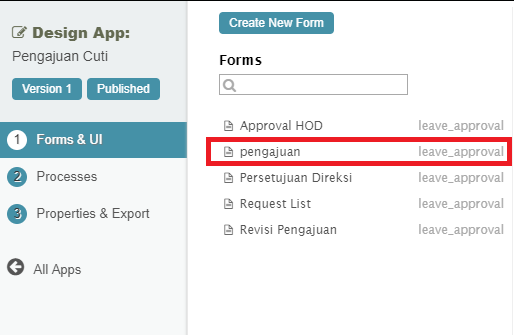 Design App:
Pengajuan Cuti
Version 1 Published
1 Forms & UI
2 Processes
3 Properties & Export
All Apps
Create New Form
Forms
Approval HOD leave_approval
pengajuan leave_approval
Persetujuan Direksi leave_approval
Request List leave_approval
Revisi Pengajuan leave_approval